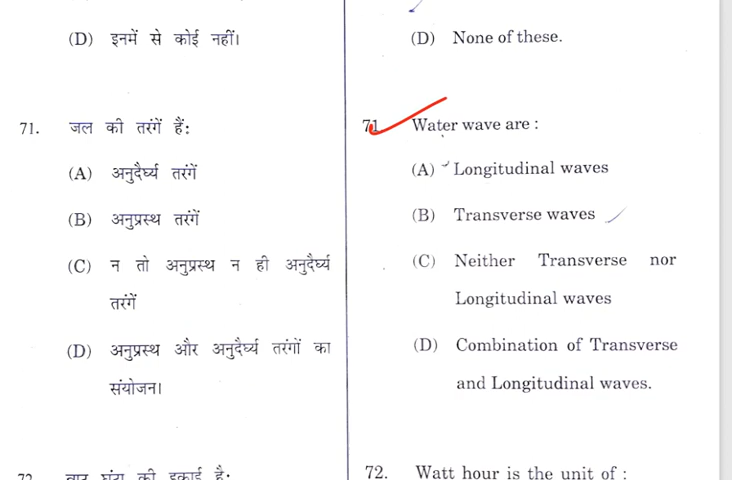 (D) इनमें से कोई नहीं।
71. जल की तरंगें हैं:
(A) अनुदैर्घ्य तरंगें
(B) अनुप्रस्थ तरंगें
(C) न तो अनुप्रस्थ न ही अनुदैर्घ्य
तरंगें
(D) अनुप्रस्थ और अनुदैर्घ्य तरंगों का
संयोजन।
72. वाट घंटा की इकाई है:
(D) None of these.
71. Water wave are :
(A) Longitudinal waves
(B) Transverse waves
(C) Neither Transverse nor
Longitudinal waves
(D) Combination of Transverse
and Longitudinal waves.
72. Watt hour is the unit of :